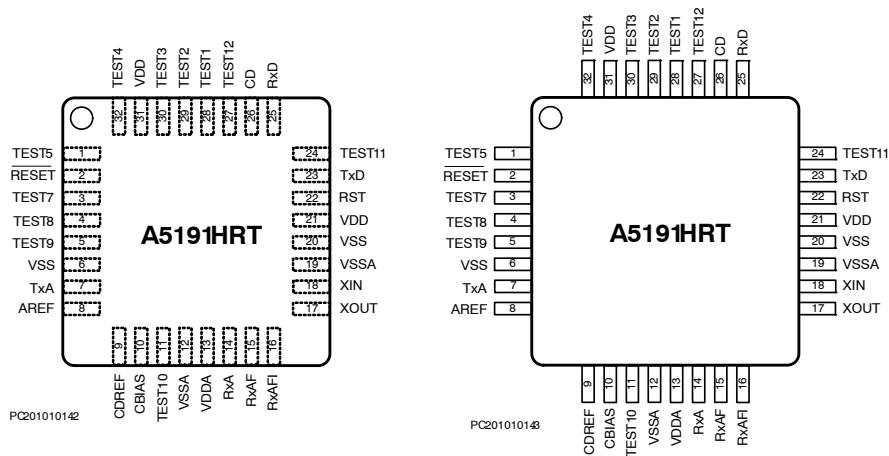 TEST4 VDD TEST3 TEST2 TEST1 TEST12 CD RxD
32 31 30 29 28 27 26 25
TEST5 1 24 TEST11
RESET 2 23 TxD
TEST7 3 22 RST
TEST8 4 21 VDD
TEST9 5 20 VSS
VSS 6 19 VSSA
TxA 7 18 XIN
AREF 8 17 XOUT
A5191HRT
9 10 11 12 13 14 15 16
CDREF CBIAS TEST10 VSSA VDDA RxA RxAF RxAFI
PC201010142
TEST4 VDD TEST3 TEST2 TEST1 TEST12 CD RxD
32 31 30 29 28 27 26 25
TEST5 1 24 TEST11
RESET 2 23 TxD
TEST7 3 22 RST
TEST8 4 21 VDD
TEST9 5 20 VSS
VSS 6 19 VSSA
TxA 7 18 XIN
AREF 8 17 XOUT
A5191HRT
9 10 11 12 13 14 15 16
CDREF CBIAS TEST10 VSSA VDDA RxA RxAF RxAFI
PC201010143